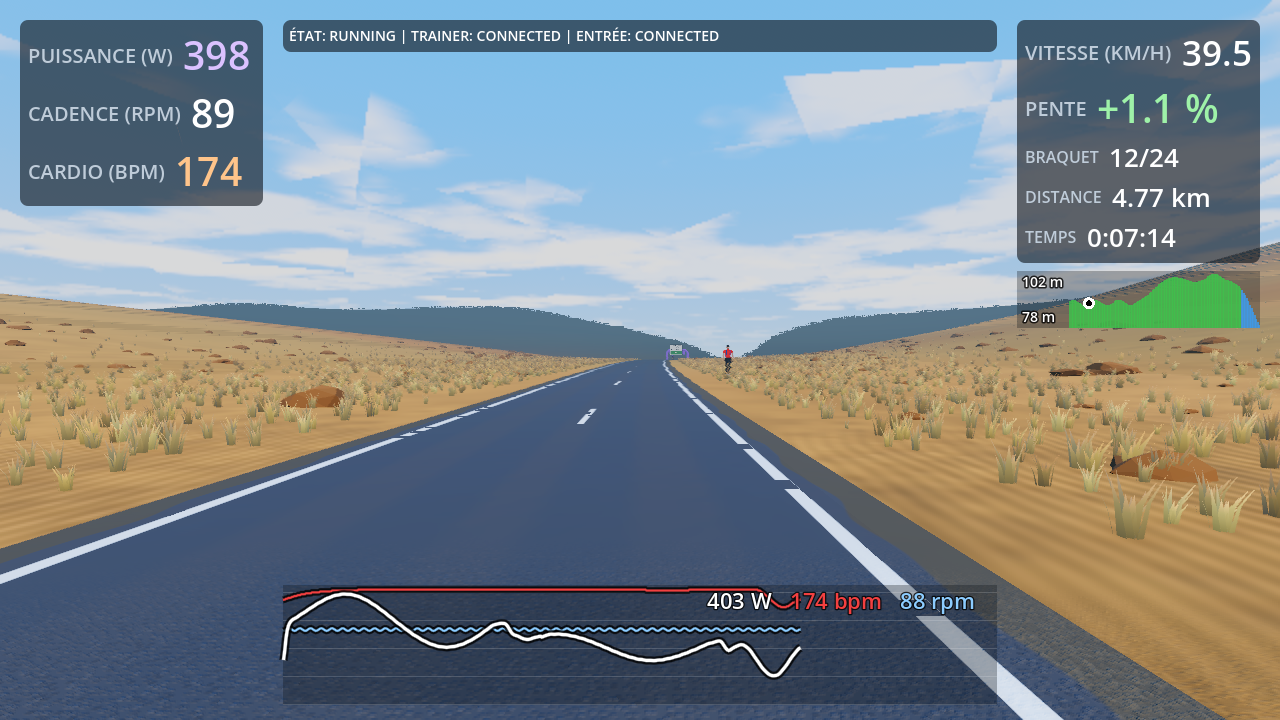 PUISSANCE (W) 398
CADENCE (RPM) 89
CARDIO (BPM) 174
ÉTAT: RUNNING | TRAINER: CONNECTED | ENTRÉE: CONNECTED
VITESSE (KM/H) 39.5
PENTE +1.1 %
BRAQUET 12/24
DISTANCE 4.77 km
TEMPS 0:07:14
102 m
78 m
403 W 174 bpm 88 rpm